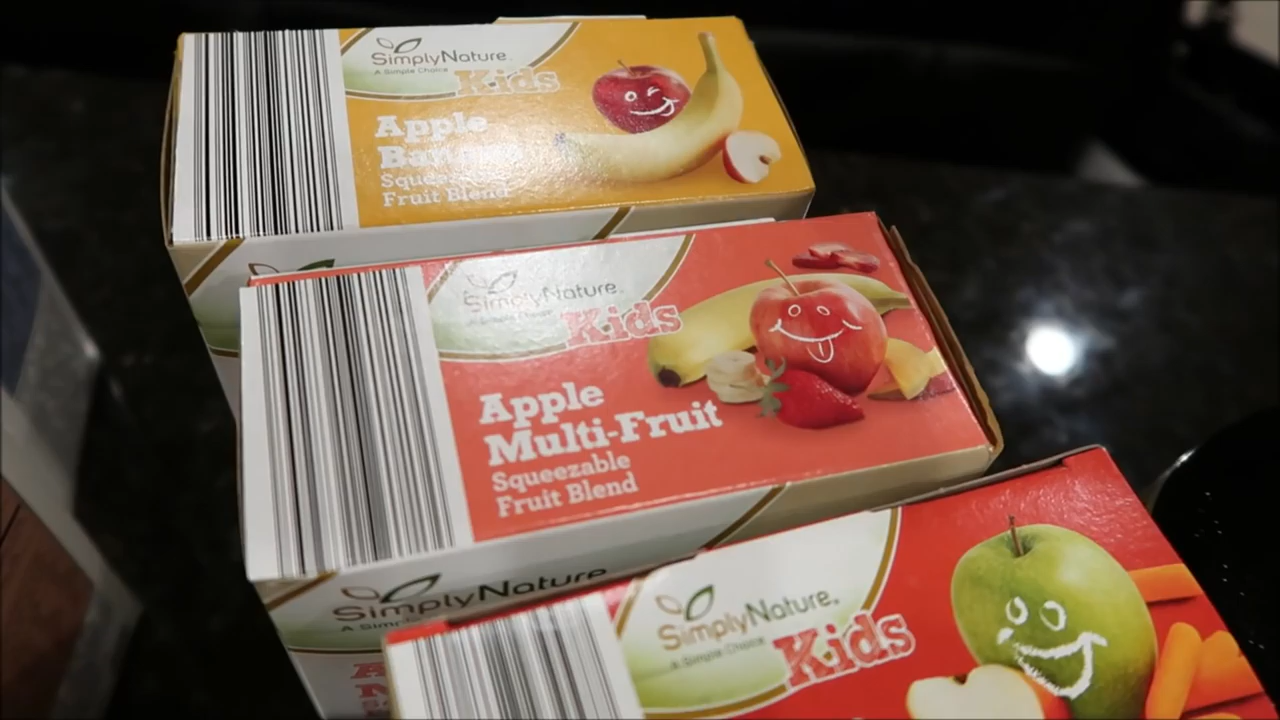 SimplyNature
A Simple Choice
Kids
Apple
Banana
Squeezable
Fruit Blend
SimplyNature
A Simple Choice
Kids
Apple
Multi-Fruit
Squeezable
Fruit Blend
SimplyNature
A Simple
SimplyNature
A Simple Choice
Kids